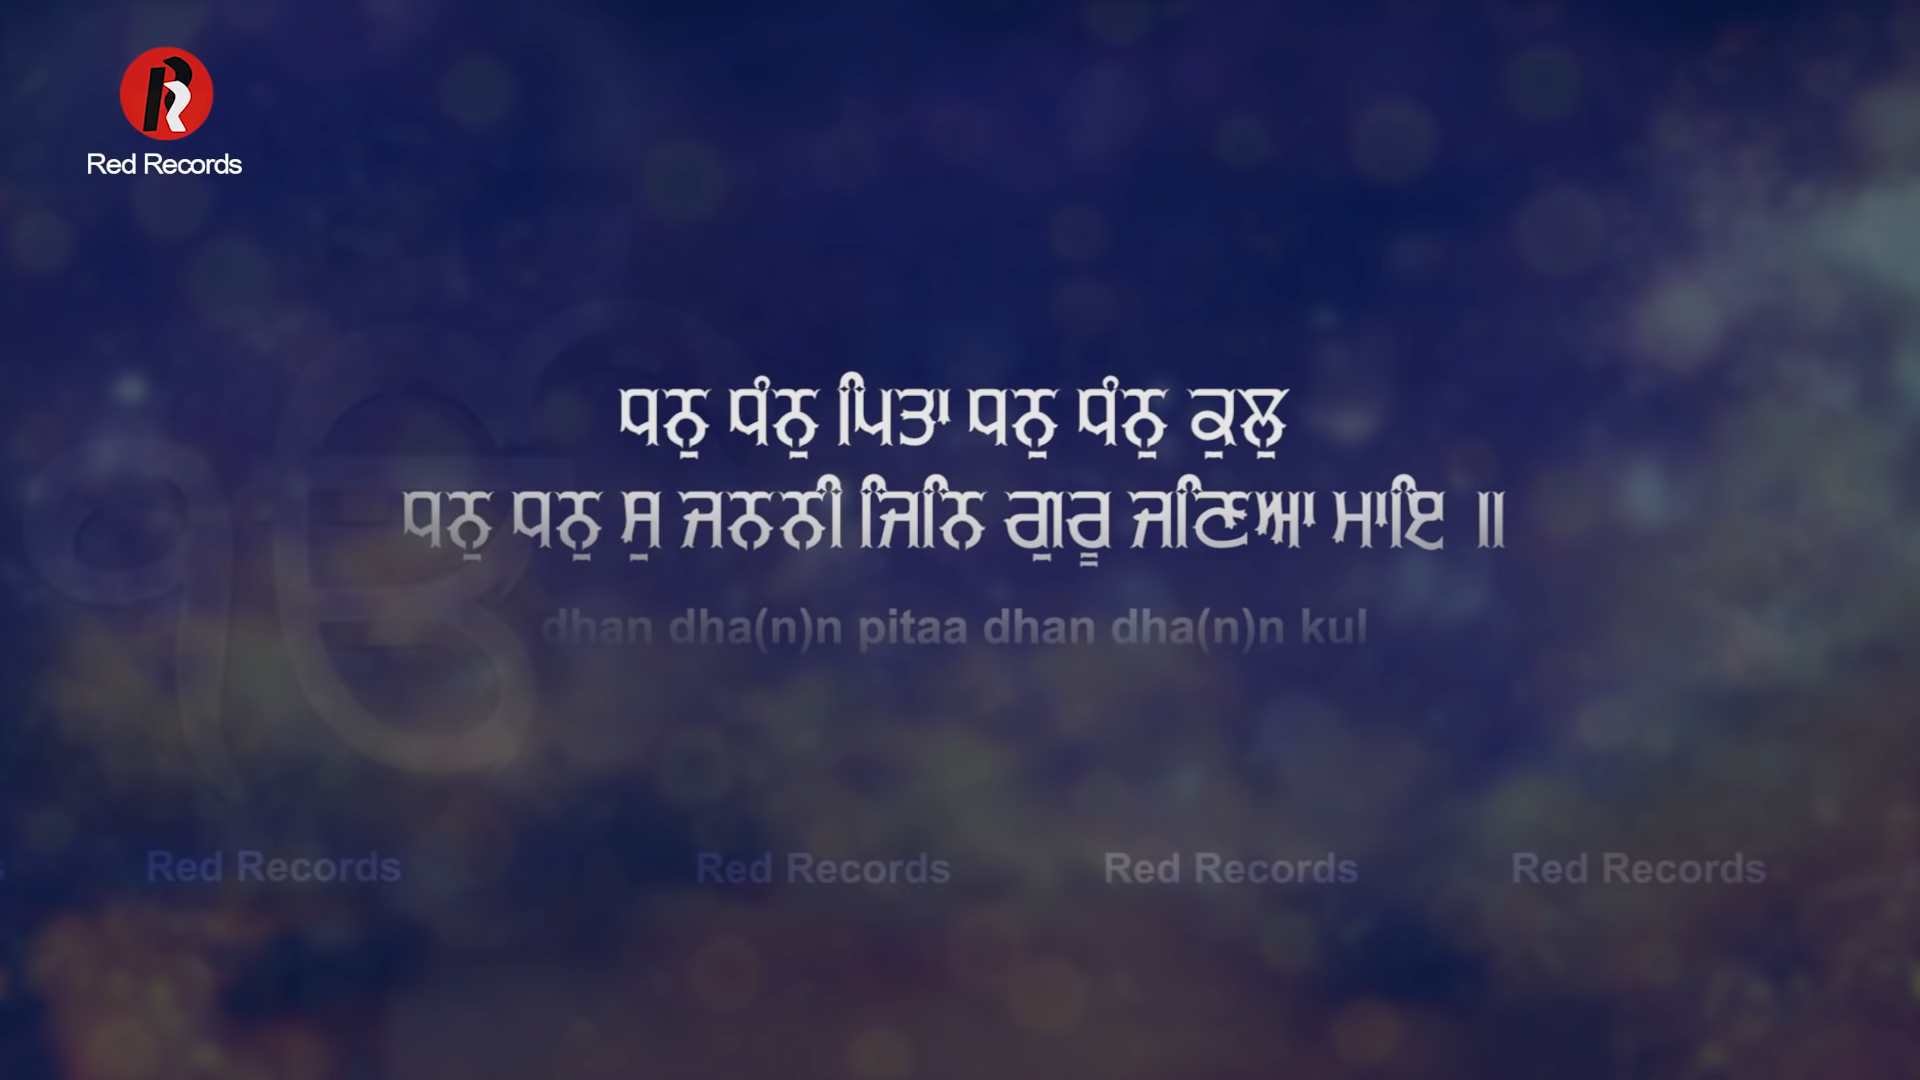 Red Records
ਧਨੁ ਧੰਨੁ ਪਿਤਾ ਧਨੁ ਧੰਨੁ ਕੁਲੁ
ਧਨੁ ਧਨੁ ਸੁ ਜਨਨੀ ਜਿਨਿ ਗੁਰੂ ਜਣਿਆ ਮਾਇ ॥
dhan dha(n)n pitaa dhan dha(n)n kul
Red Records Red Records Red Records Red Records